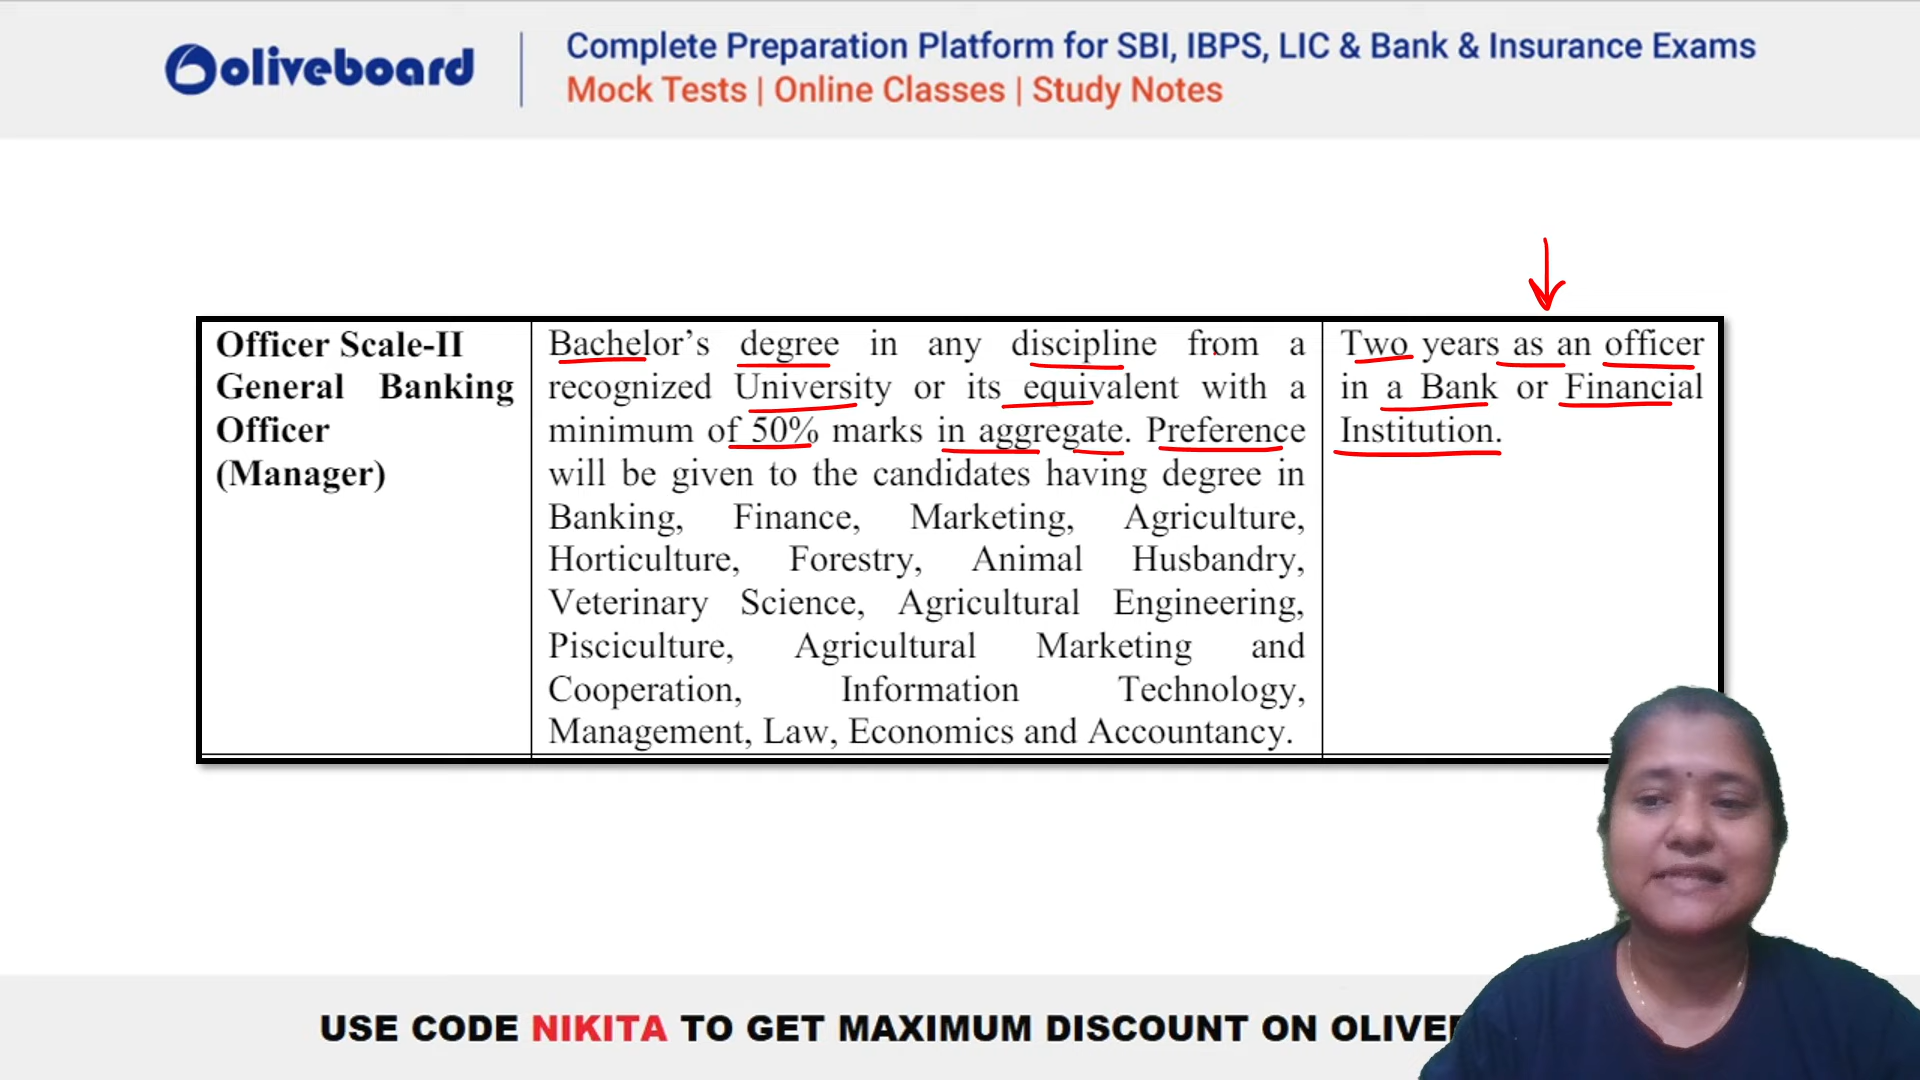 oliveboard
Complete Preparation Platform for SBI, IBPS, LIC & Bank & Insurance Exams
Mock Tests | Online Classes | Study Notes
Officer Scale-II
General Banking
Officer
(Manager)
Bachelor's degree in any discipline from a
recognized University or its equivalent with a
minimum of 50% marks in aggregate. Preference
will be given to the candidates having degree in
Banking, Finance, Marketing, Agriculture,
Horticulture, Forestry, Animal Husbandry,
Veterinary Science, Agricultural Engineering,
Pisciculture, Agricultural Marketing and
Cooperation, Information Technology,
Management, Law, Economics and Accountancy.
Two years as an officer
in a Bank or Financial
Institution.
USE CODE NIKITA TO GET MAXIMUM DISCOUNT ON